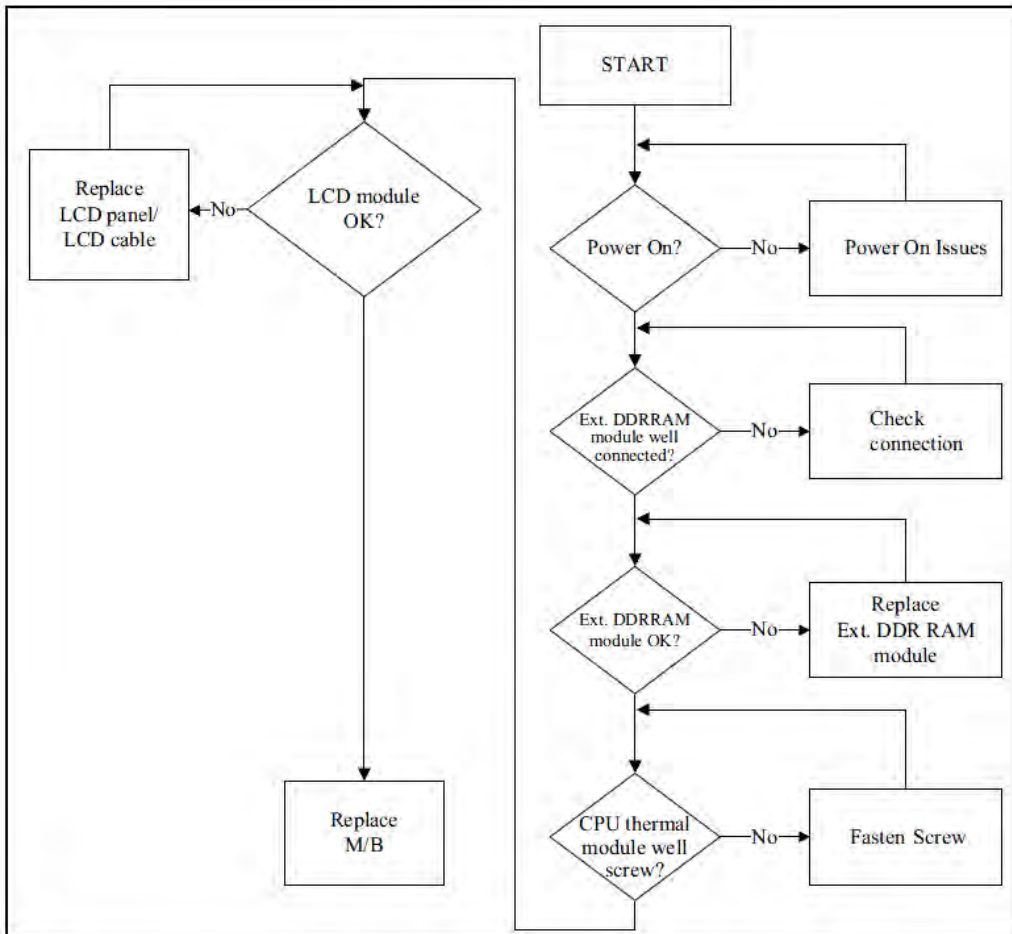 START
Power On?
No
Power On Issues
Ext. DDRRAM
module well
connected?
No
Check
connection
Ext. DDRRAM
module OK?
No
Replace
Ext. DDR RAM
module
CPU thermal
module well
screw?
No
Fasten Screw
LCD module
OK?
No
Replace
LCD panel/
LCD cable
Replace
M/B